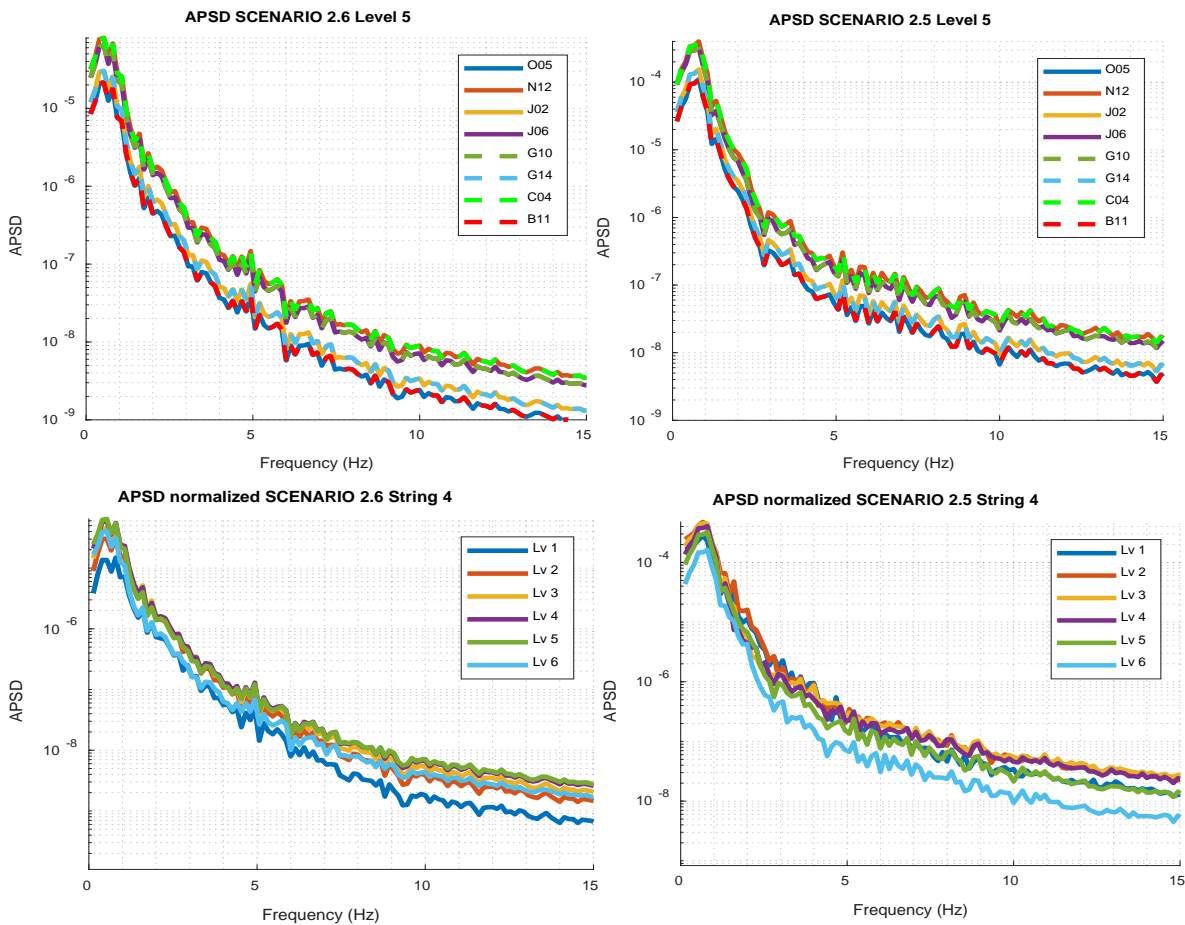 APSD SCENARIO 2.6 Level 5
APSD
10^-5
10^-6
10^-7
10^-8
10^-9
0
5
10
15
Frequency (Hz)
O05
N12
J02
J06
G10
G14
C04
B11
APSD SCENARIO 2.5 Level 5
APSD
10^-4
10^-5
10^-6
10^-7
10^-8
10^-9
0
5
10
15
Frequency (Hz)
O05
N12
J02
J06
G10
G14
C04
B11
APSD normalized SCENARIO 2.6 String 4
APSD
10^-6
10^-8
0
5
10
15
Frequency (Hz)
Lv 1
Lv 2
Lv 3
Lv 4
Lv 5
Lv 6
APSD normalized SCENARIO 2.5 String 4
APSD
10^-4
10^-6
10^-8
0
5
10
15
Frequency (Hz)
Lv 1
Lv 2
Lv 3
Lv 4
Lv 5
Lv 6